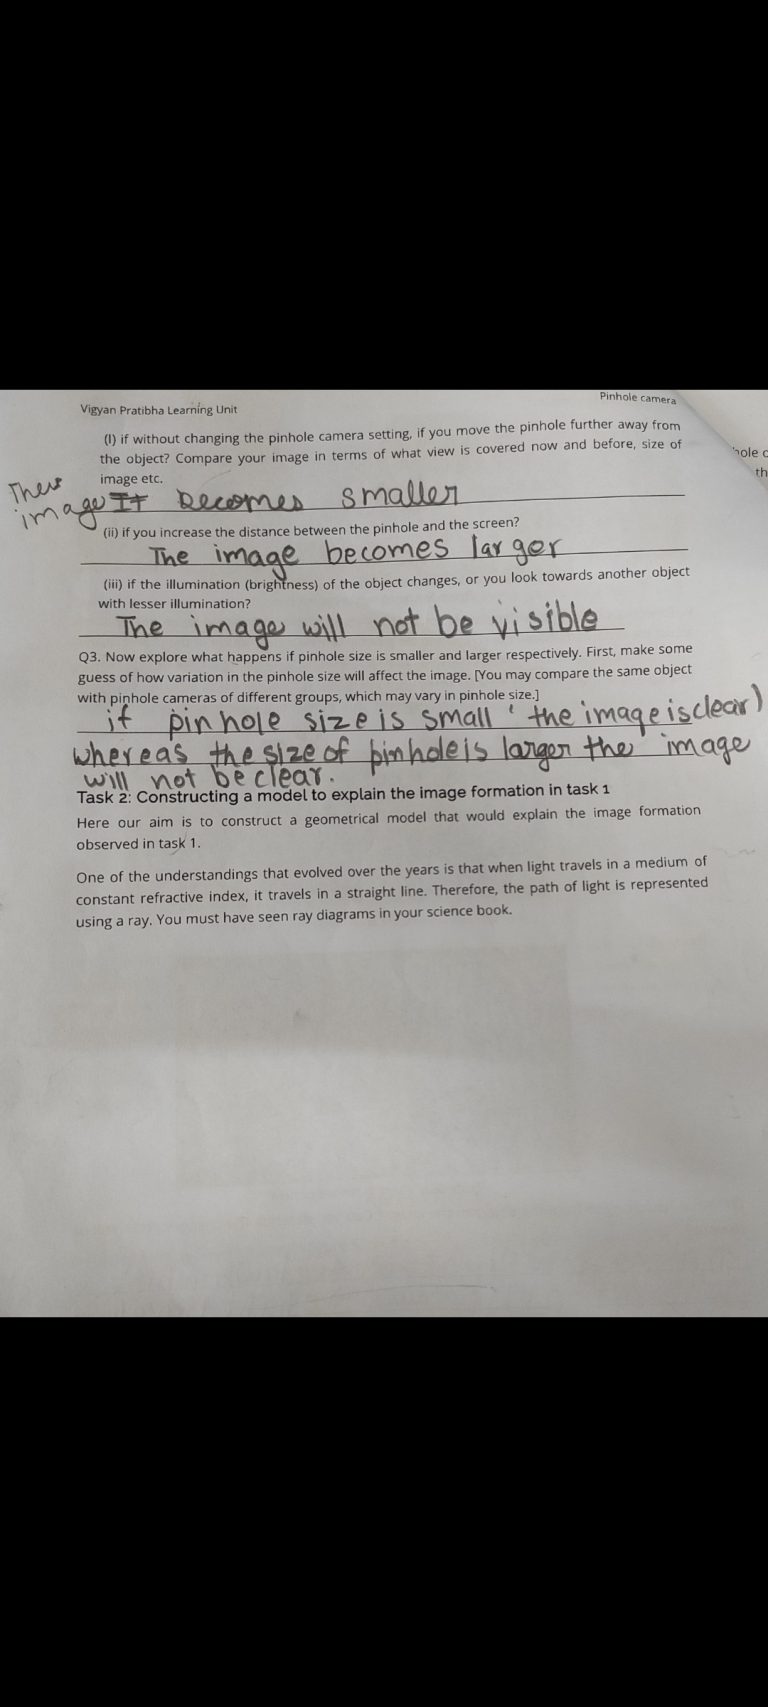 Pinhole camera
Vigyan Pratibha Learning Unit
(I) if without changing the pinhole camera setting, if you move the pinhole further away from
the object? Compare your image in terms of what view is covered now and before, size of
image etc.
image It becomes smaller
(ii) if you increase the distance between the pinhole and the screen?
The image becomes larger
(iii) if the illumination (brightness) of the object changes, or you look towards another object
with lesser illumination?
The image will not be visible
Q3. Now explore what happens if pinhole size is smaller and larger respectively. First, make some
guess of how variation in the pinhole size will affect the image. [You may compare the same object
with pinhole cameras of different groups, which may vary in pinhole size.]
if pinhole size is small ' the image is clear)
whereas the size of pinhole is larger the image
will not be clear.
Task 2: Constructing a model to explain the image formation in task 1
Here our aim is to construct a geometrical model that would explain the image formation
observed in task 1.
One of the understandings that evolved over the years is that when light travels in a medium of
constant refractive index, it travels in a straight line. Therefore, the path of light is represented
using a ray. You must have seen ray diagrams in your science book.